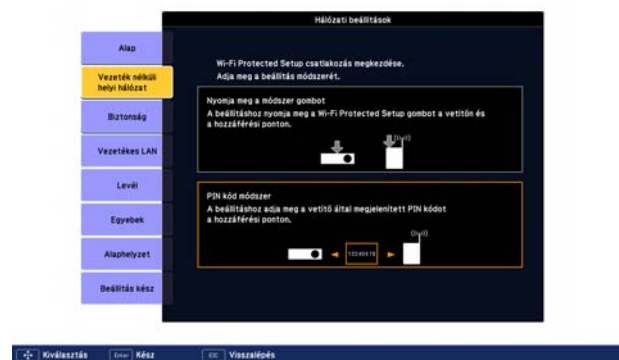 Hálózati beállítások
Alap
Vezeték nélküli
helyi hálózat
Biztonság
Vezetékes LAN
Levél
Egyebek
Alaphelyzet
Beállítás kész
Wi-Fi Protected Setup csatlakozás megkezdése.
Adja meg a beállítás módszerét.
Nyomja meg a módszer gombot
A beállításhoz nyomja meg a Wi-Fi Protected Setup gombot a vetítőn és
a hozzáférési ponton.
PIN kód módszer
A beállításhoz adja meg a vetítő által megjelenített PIN kódot
a hozzáférési ponton.
Kiválasztás
Enter Kész
Esc Visszalépés